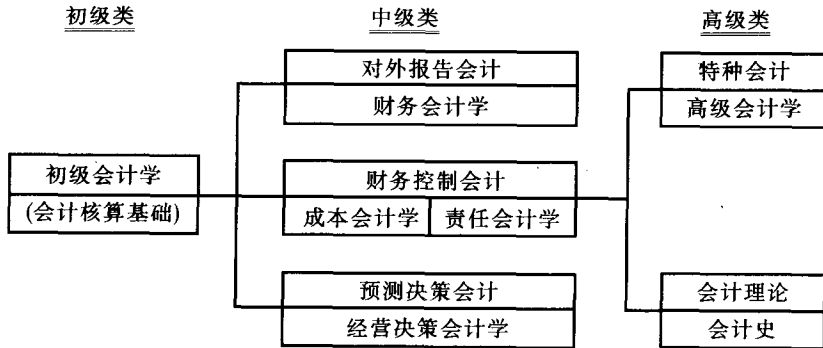 初级类
中级类
高级类
对外报告会计
财务会计学
特种会计
高级会计学
初级会计学
(会计核算基础)
财务控制会计
成本会计学
责任会计学
预测决策会计
经营决策会计学
会计理论
会计史